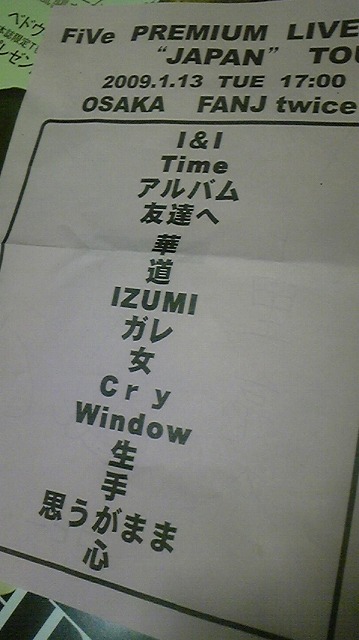 FiVe PREMIUM LIVE
"JAPAN" TOU
2009.1.13 TUE 17:00
OSAKA FANJ twice
I&I
Time
アルバム
友達へ
華
道
IZUMI
ガレ
女
Cry
Window
生
手
思うがまま
心